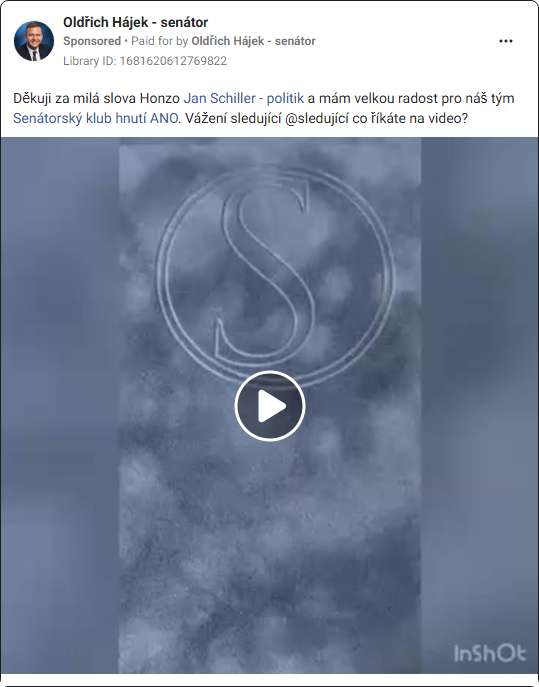 Oldřich Hájek - senátor
Sponsored • Paid for by Oldřich Hájek - senátor
Library ID: 1681620612769822
Děkuji za milá slova Honzo Jan Schiller - politik a mám velkou radost pro náš tým
Senátorský klub hnutí ANO. Vážení sledující @sledující co říkáte na video?
S
InShOt